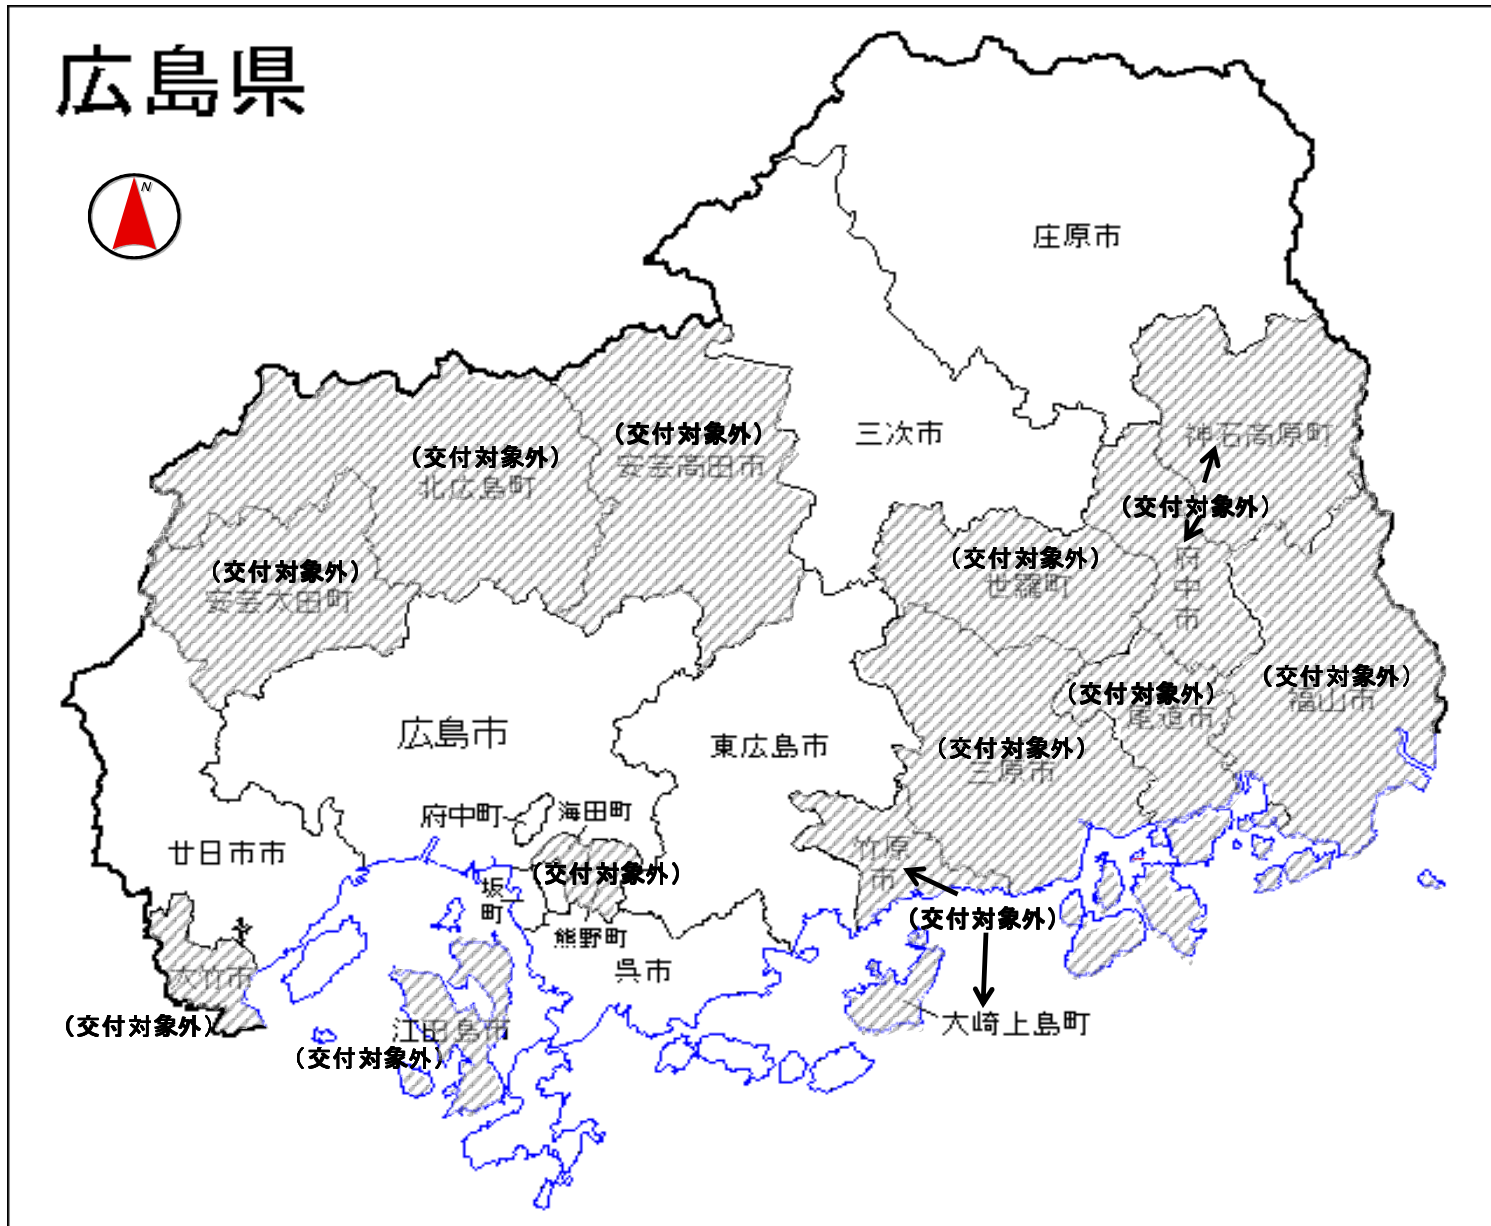 広島県
N
庄原市
(交付対象外)
三次市
神石高原町
(交付対象外)
安芸高田市
北広島町
(交付対象外)
(交付対象外)
世羅町
府中市
(交付対象外)
安芸太田町
(交付対象外)
福山市
(交付対象外)
尾道市
広島市
東広島市
(交付対象外)
三原市
府中町
海田町
廿日市市
竹原市
(交付対象外)
坂町
(交付対象外)
熊野町
呉市
大竹市
(交付対象外)
大崎上島町
江田島市
(交付対象外)